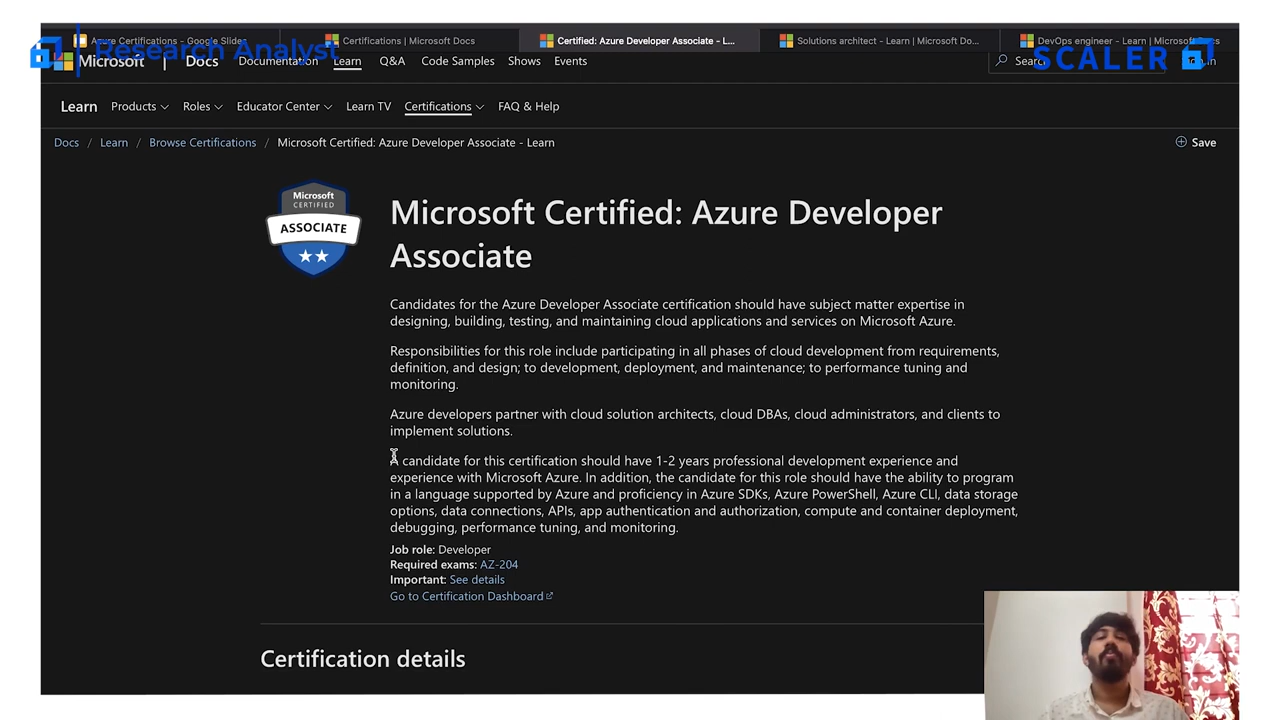 Azure Certifications - Google Slides
Certifications | Microsoft Docs
Certified: Azure Developer Associate - L...
Solutions architect - Learn | Microsoft Do...
DevOps engineer - Learn | Microsoft Docs
Research Analyst
SCALER
Microsoft | Docs Documentation Learn Q&A Code Samples Shows Events Search in
Learn Products Roles Educator Center Learn TV Certifications FAQ & Help
Docs / Learn / Browse Certifications / Microsoft Certified: Azure Developer Associate - Learn Save
Microsoft
CERTIFIED
ASSOCIATE
Microsoft Certified: Azure Developer
Associate
Candidates for the Azure Developer Associate certification should have subject matter expertise in
designing, building, testing, and maintaining cloud applications and services on Microsoft Azure.
Responsibilities for this role include participating in all phases of cloud development from requirements,
definition, and design; to development, deployment, and maintenance; to performance tuning and
monitoring.
Azure developers partner with cloud solution architects, cloud DBAs, cloud administrators, and clients to
implement solutions.
A candidate for this certification should have 1-2 years professional development experience and
experience with Microsoft Azure. In addition, the candidate for this role should have the ability to program
in a language supported by Azure and proficiency in Azure SDKs, Azure PowerShell, Azure CLI, data storage
options, data connections, APIs, app authentication and authorization, compute and container deployment,
debugging, performance tuning, and monitoring.
Job role: Developer
Required exams: AZ-204
Important: See details
Go to Certification Dashboard
Certification details